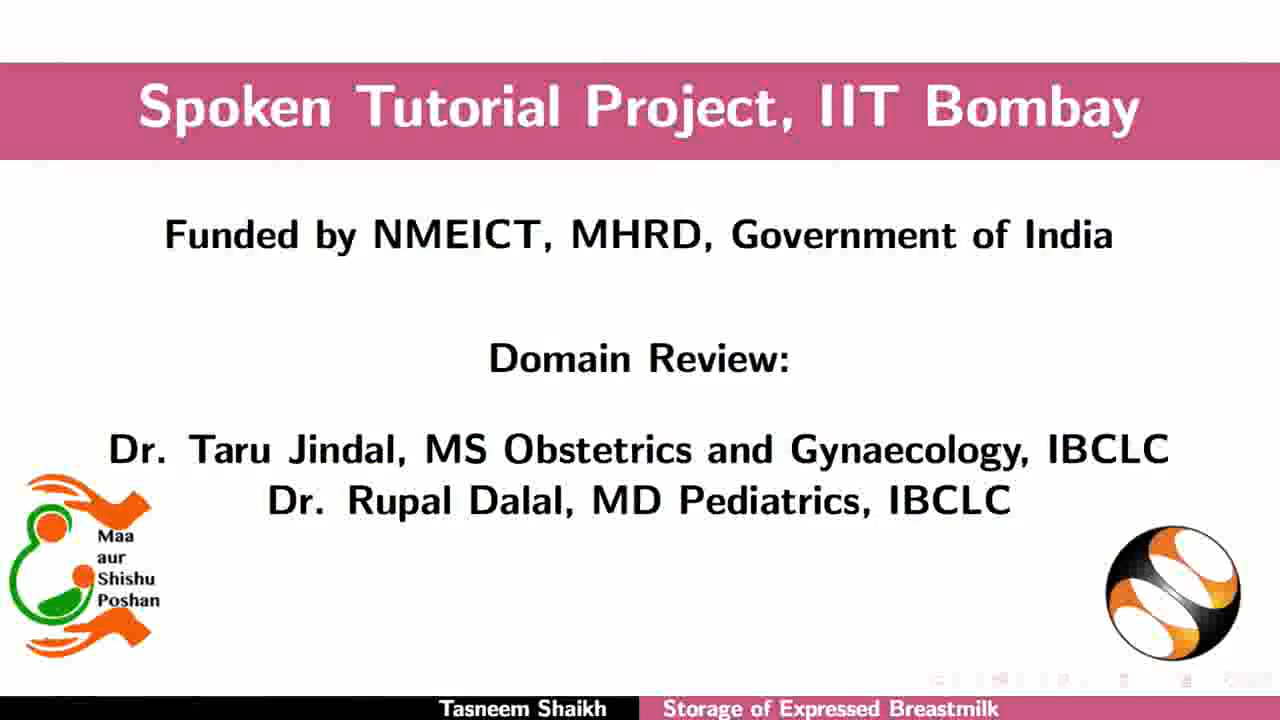 Spoken Tutorial Project, IIT Bombay
Funded by NMEICT, MHRD, Government of India
Domain Review:
Dr. Taru Jindal, MS Obstetrics and Gynaecology, IBCLC
Dr. Rupal Dalal, MD Pediatrics, IBCLC
Maa
aur
Shishu
Poshan
Tasneem Shaikh
Storage of Expressed Breastmilk